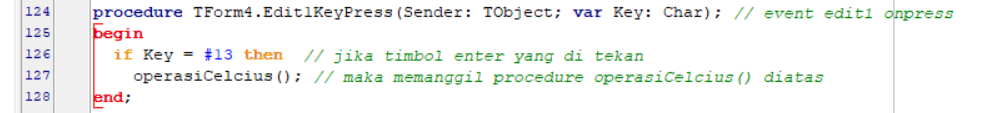 124 procedure TForm4.Edit1KeyPress(Sender: TObject; var Key: Char); // event edit1 onpress
125 begin
126 if Key = #13 then // jika timbol enter yang di tekan
127 operasiCelcius(); // maka memanggil procedure operasiCelcius() diatas
128 end;